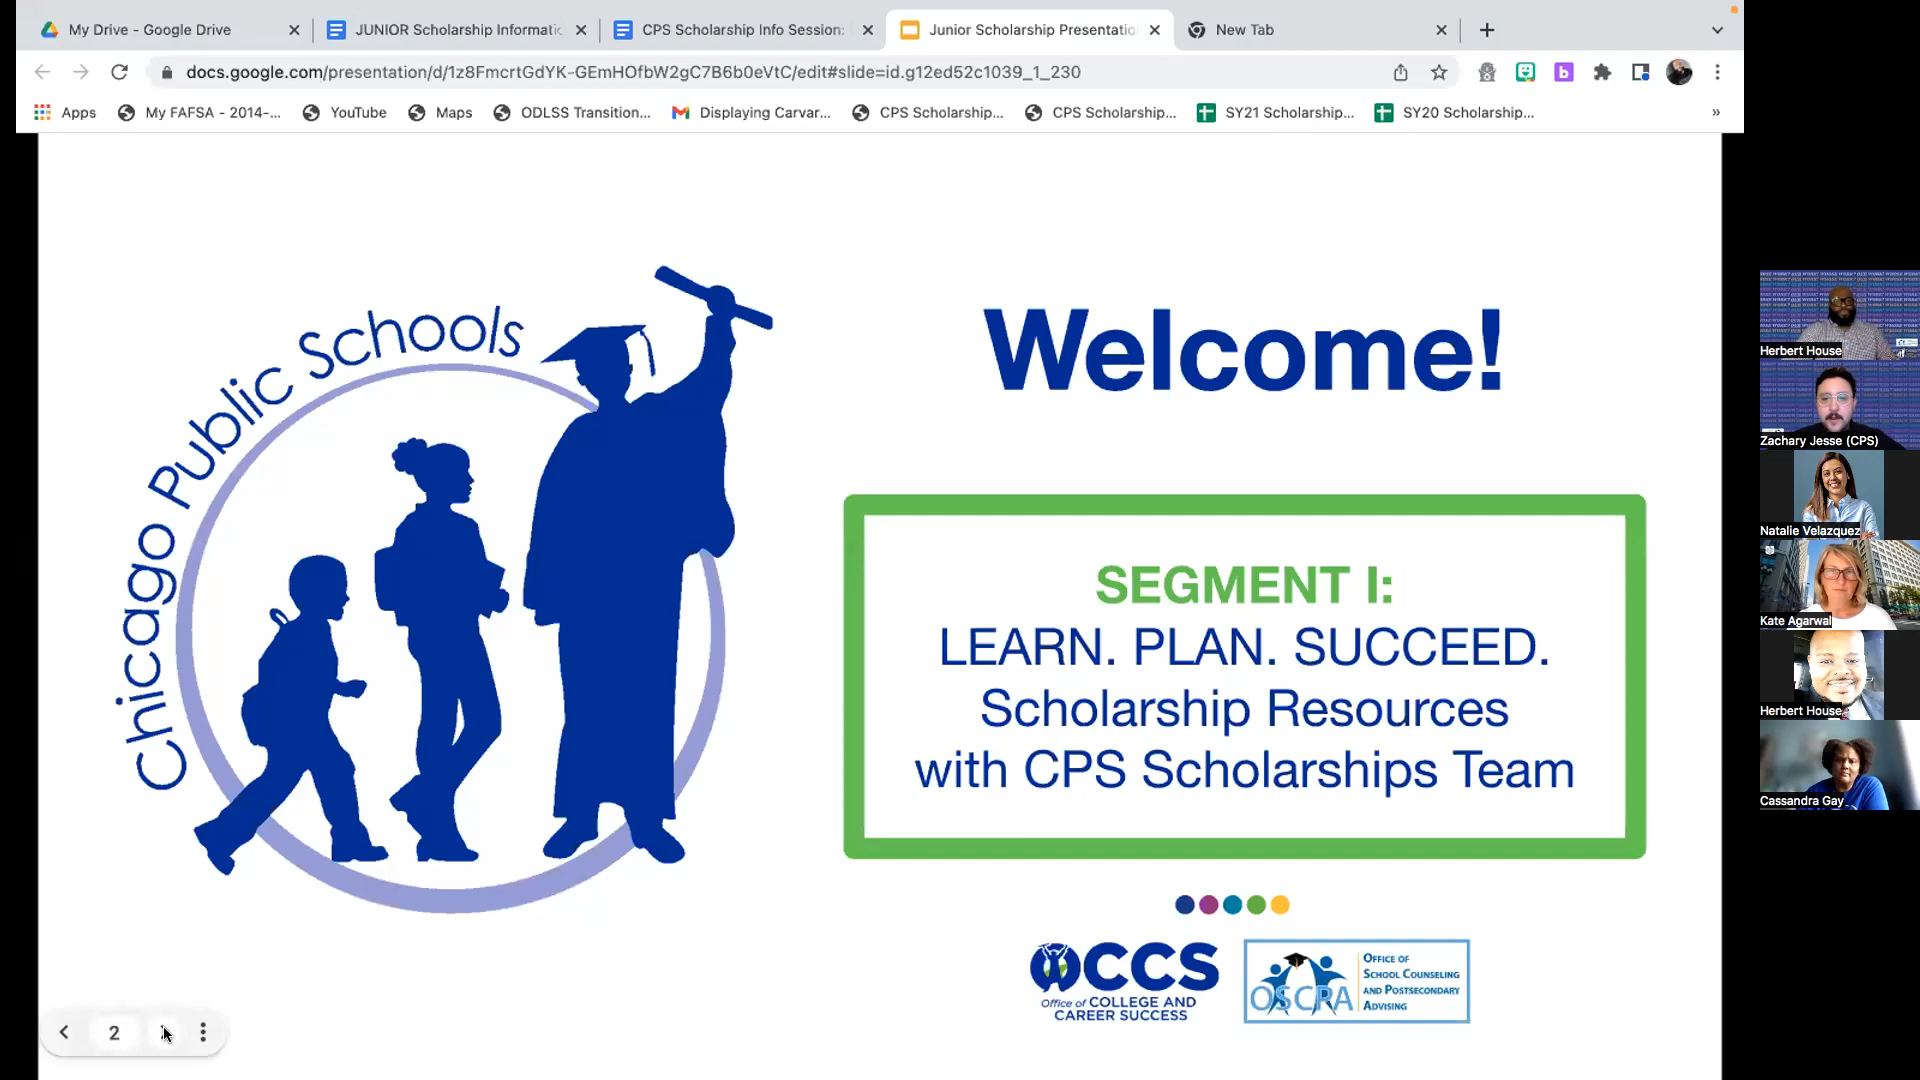 My Drive - Google Drive
JUNIOR Scholarship Informati
CPS Scholarship Info Session:
Junior Scholarship Presentatio
New Tab
docs.google.com/presentation/d/1z8FmcrtGdYK-GEmHOfbW2gC7B6b0eVtC/edit#slide=id.g12ed52c1039_1_230
Apps
My FAFSA - 2014-...
YouTube
Maps
ODLSS Transition...
Displaying Carvar...
CPS Scholarship...
CPS Scholarship...
SY21 Scholarship...
SY20 Scholarship...
»
Chicago Public Schools
Welcome!
SEGMENT I:
LEARN. PLAN. SUCCEED.
Scholarship Resources
with CPS Scholarships Team
OCCS
Office of COLLEGE AND
CAREER SUCCESS
OSCPA
OFFICE OF
SCHOOL COUNSELING
AND POSTSECONDARY
ADVISING
2
Herbert House
Zachary Jesse (CPS)
Natalie Velazquez
Kate Agarwal
Herbert House
Cassandra Gay